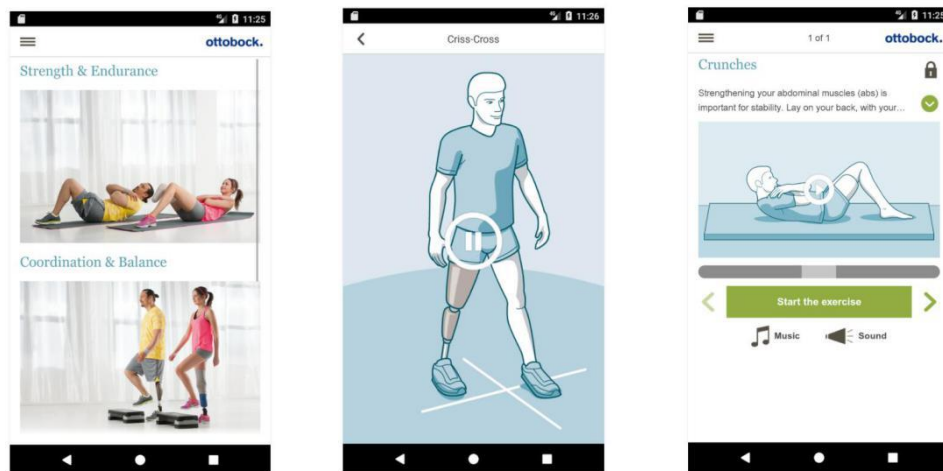 11:25
ottobock.
Strength & Endurance
Coordination & Balance
11:26
Criss-Cross
11:25
1 of 1
ottobock.
Crunches
Strengthening your abdominal muscles (abs) is
important for stability. Lay on your back, with your...
Start the exercise
Music
Sound